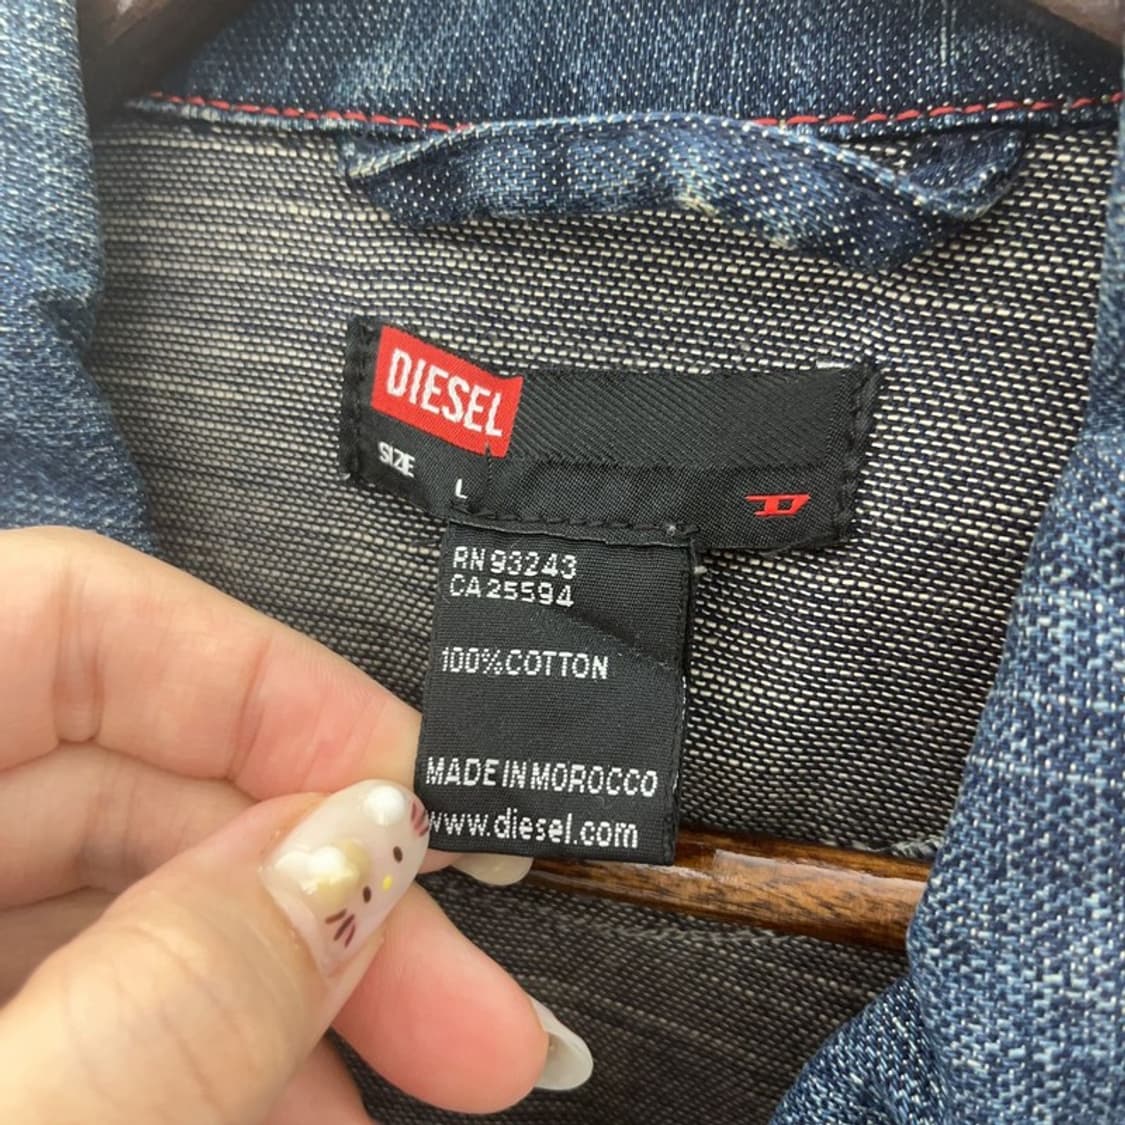 DIESEL
SIZE
L
D
RN 93243
CA 25594
100% COTTON
MADE IN MOROCCO
www.diesel.com